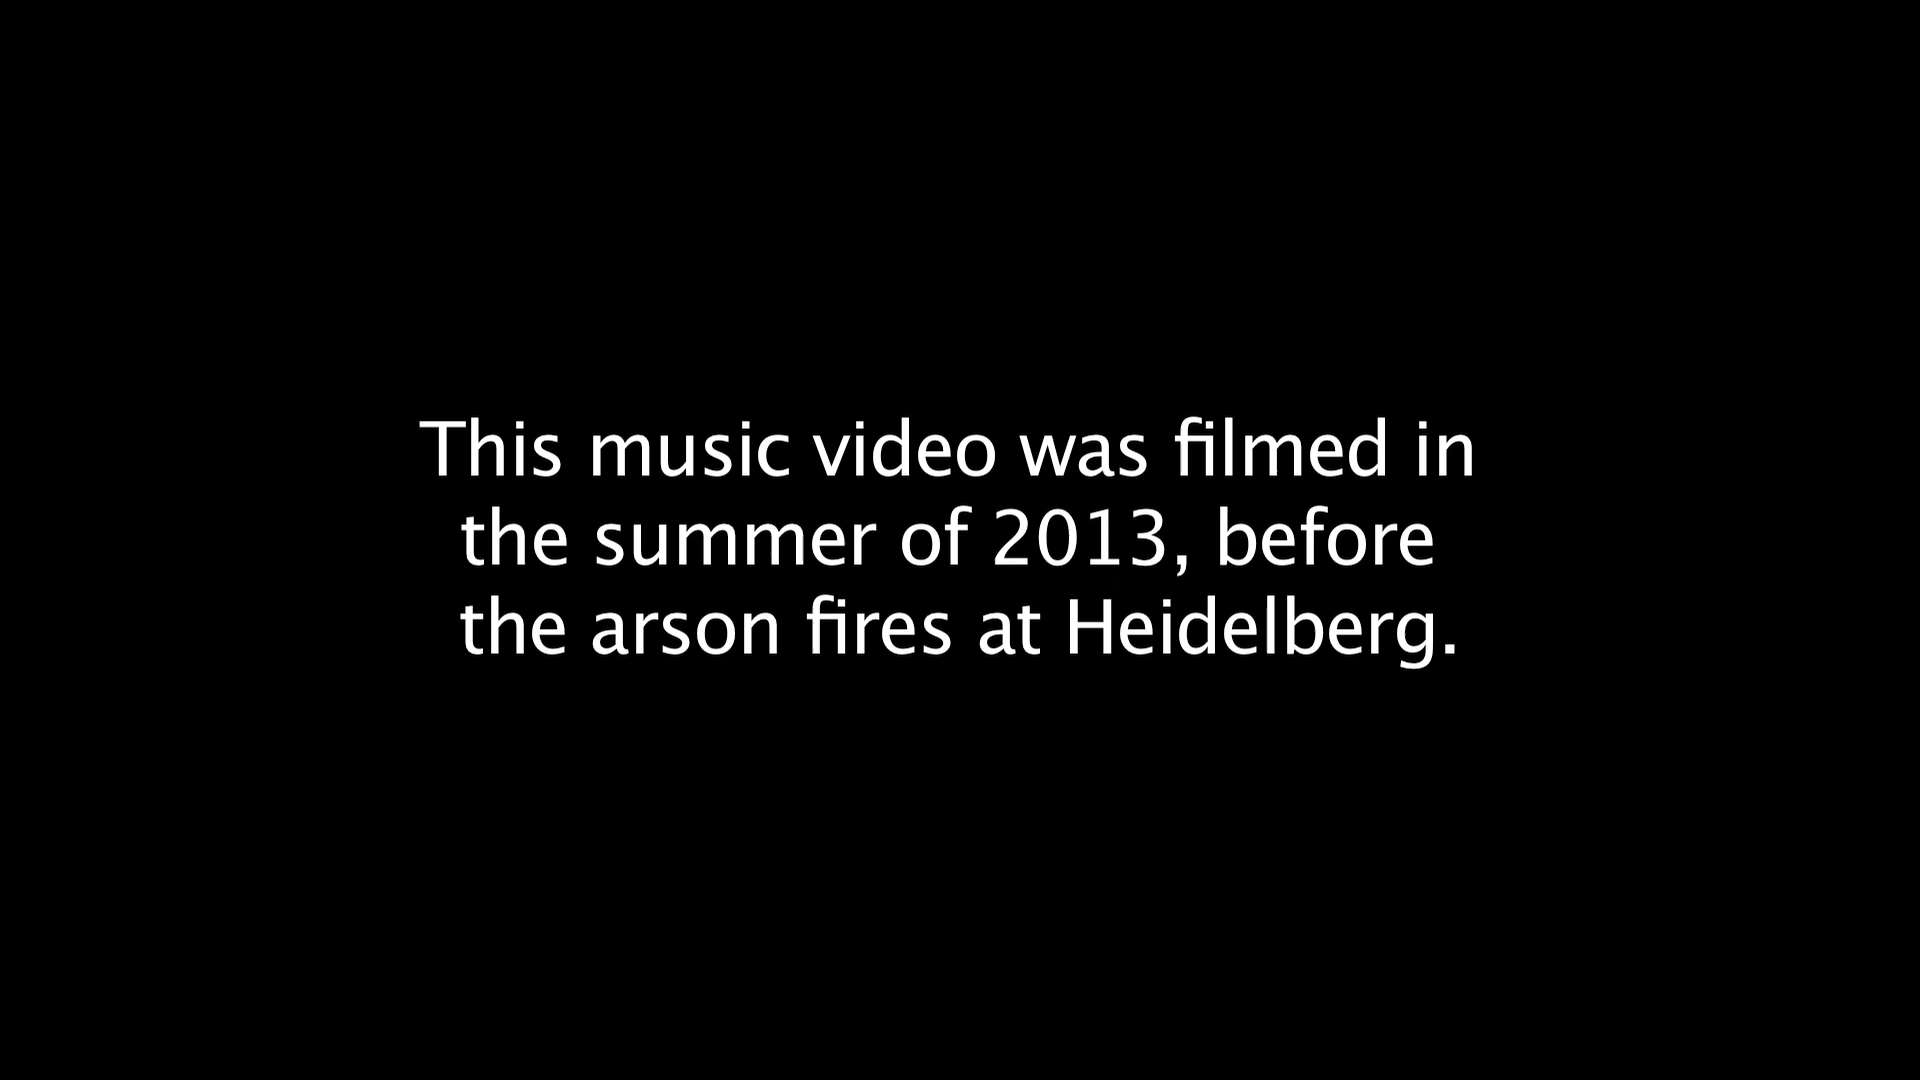 This music video was filmed in
the summer of 2013, before
the arson fires at Heidelberg.